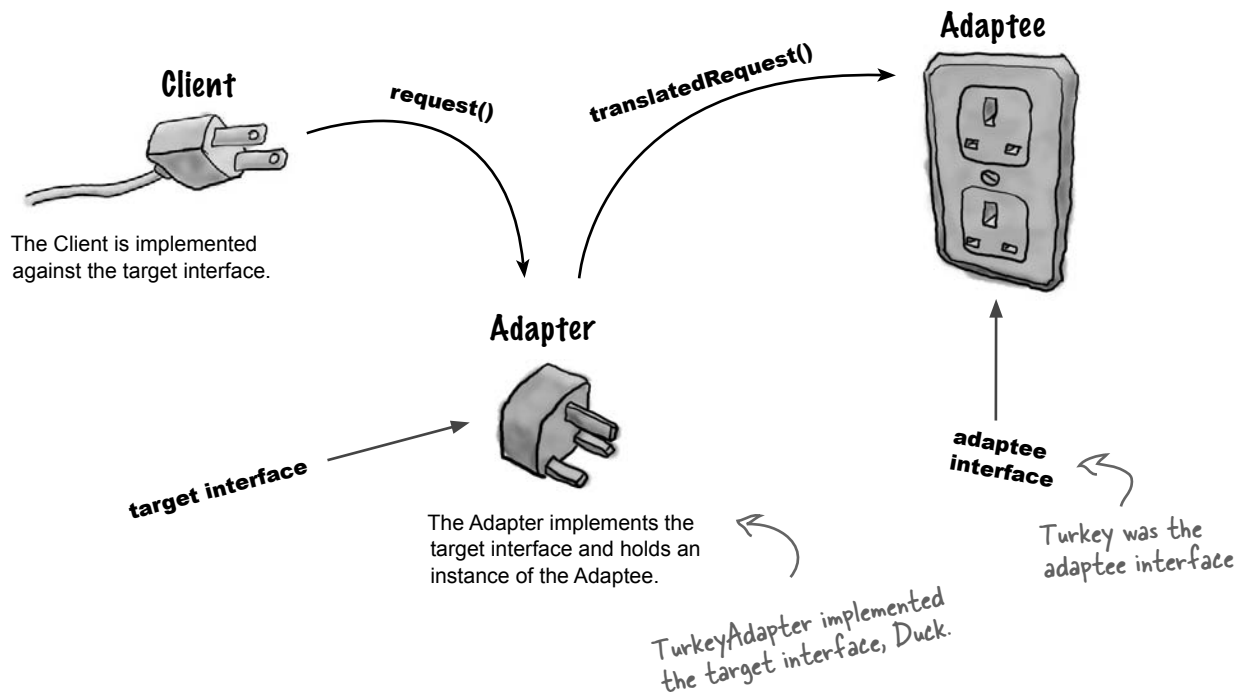 Adaptee
Client
request()
translatedRequest()
The Client is implemented
against the target interface.
Adapter
target interface
adaptee
interface
The Adapter implements the
target interface and holds an
instance of the Adaptee.
Turkey was the
adaptee interface
TurkeyAdapter implemented
the target interface, Duck.